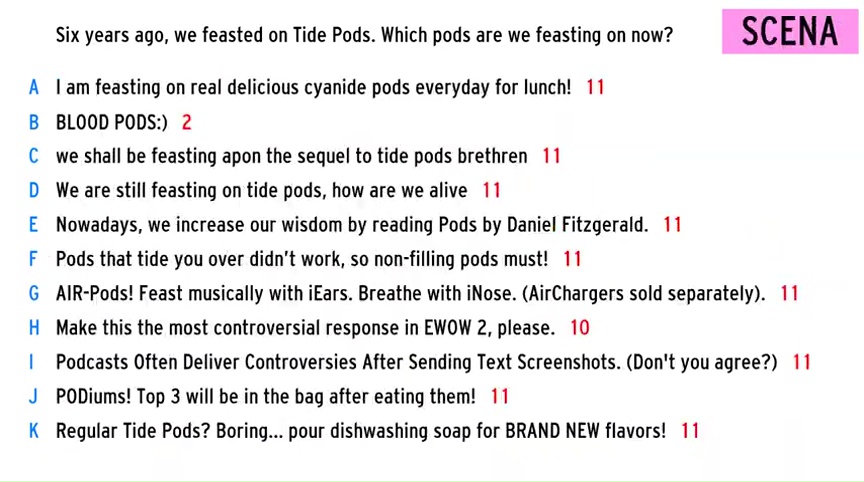 Six years ago, we feasted on Tide Pods. Which pods are we feasting on now?
SCENA
A I am feasting on real delicious cyanide pods everyday for lunch! 11
B BLOOD PODS:) 2
C we shall be feasting apon the sequel to tide pods brethren 11
D We are still feasting on tide pods, how are we alive 11
E Nowadays, we increase our wisdom by reading Pods by Daniel Fitzgerald. 11
F Pods that tide you over didn't work, so non-filling pods must! 11
G AIR-Pods! Feast musically with iEars. Breathe with iNose. (AirChargers sold separately). 11
H Make this the most controversial response in EWOW 2, please. 10
I Podcasts Often Deliver Controversies After Sending Text Screenshots. (Don't you agree?) 11
J PODiums! Top 3 will be in the bag after eating them! 11
K Regular Tide Pods? Boring... pour dishwashing soap for BRAND NEW flavors! 11